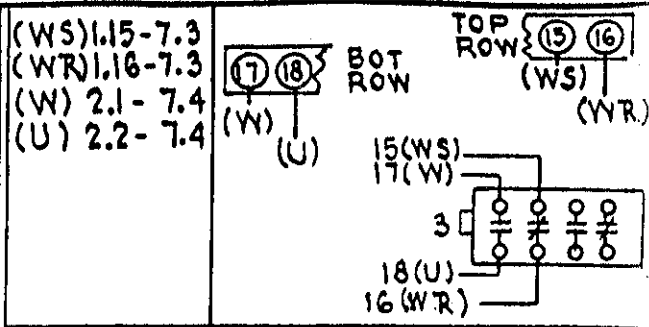 (WS)1.15-7.3
(WR)1.16-7.3
(W) 2.1- 7.4
(U) 2.2- 7.4
17 18 BOT
ROW
(W)
(U)
TOP
ROW 15 16
(WS)
(WR)
15(WS)
17(W)
3
18(U)
16(WR)